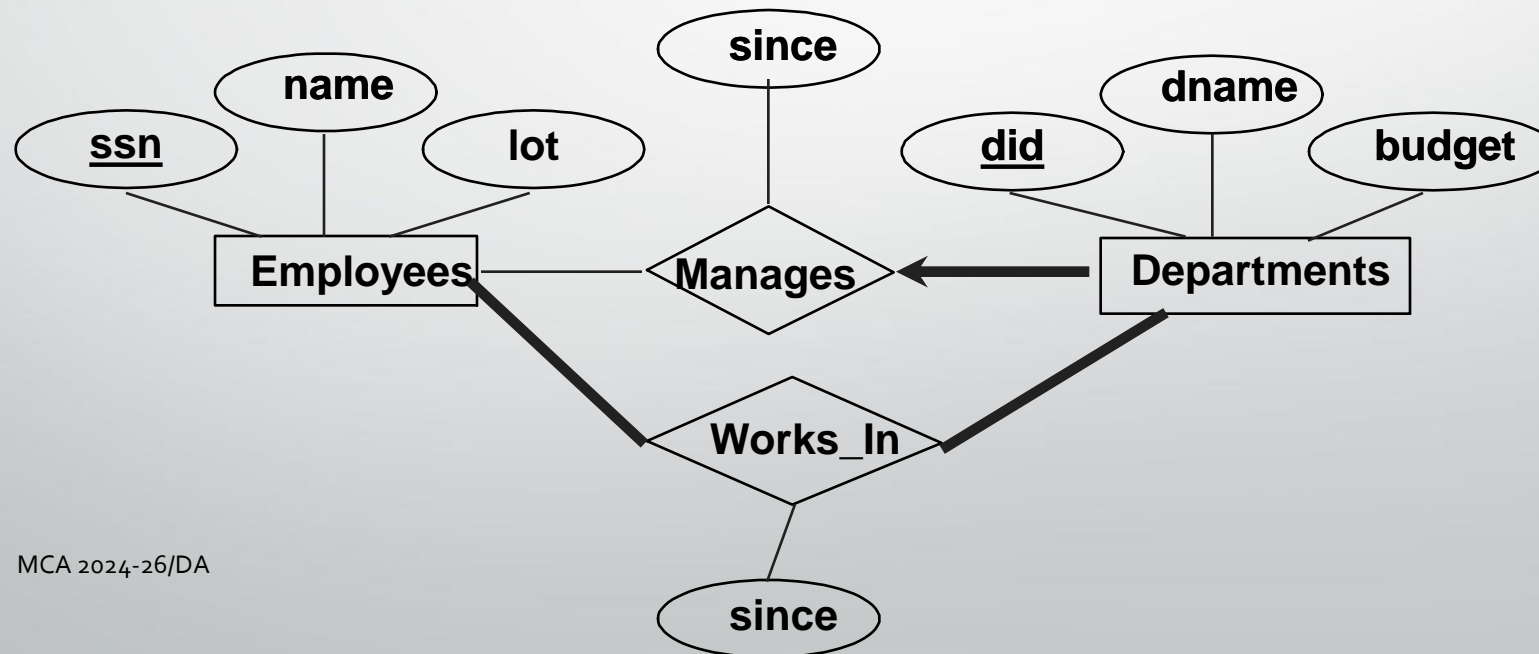 since
name
dname
ssn
lot
did
budget
Employees
Manages
Departments
Works_In
MCA 2024-26/DA
since